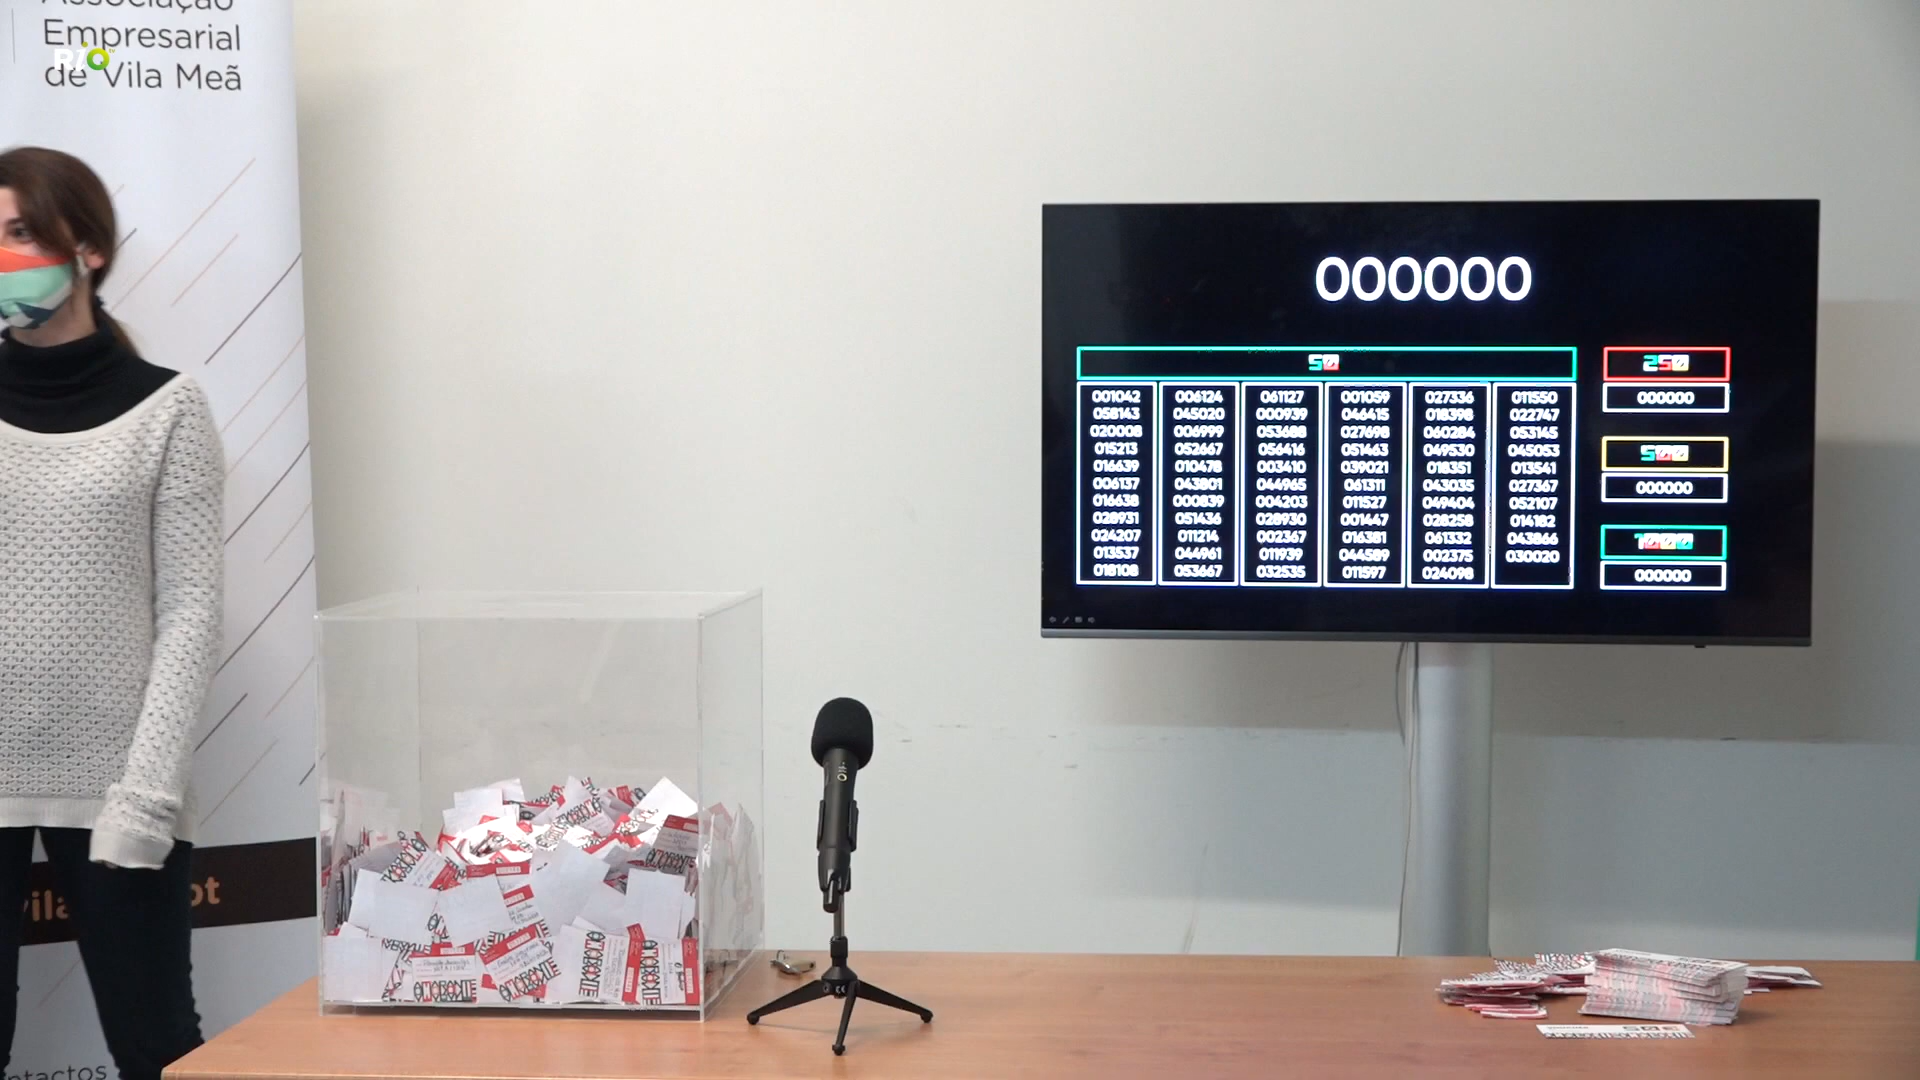 Associação
Empresarial
de Vila Meã
RiO
000000
50
001042 006124 061127 001059 027336 011550
058143 045020 000939 046415 018398 022747
020008 006999 053688 027698 060284 053145
015213 052667 056416 051463 049530 045053
016639 010478 003410 039021 018351 013541
006137 043801 044965 061311 043035 027367
016638 000839 004203 011527 049404 052107
028931 051436 028930 001447 028258 014182
024207 011214 002367 016381 061332 043866
013537 044961 011939 044589 002375 030020
018108 053667 032535 011597 024098
250
000000
500
000000
1000
000000